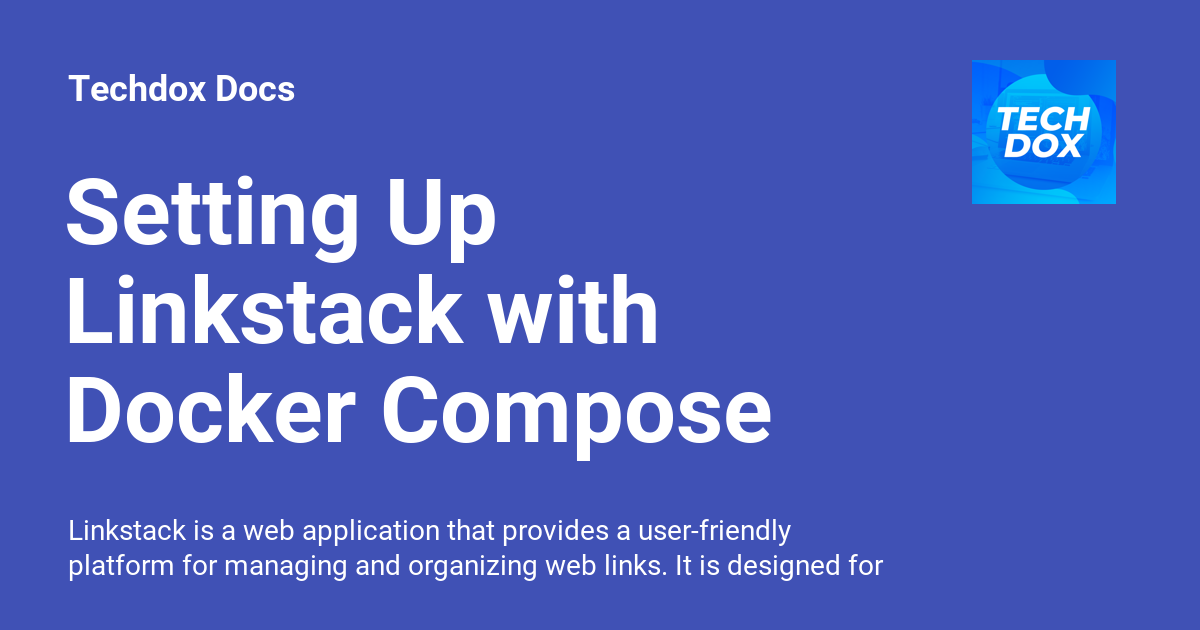 Techdox Docs
TECH
DOX
Setting Up
Linkstack with
Docker Compose
Linkstack is a web application that provides a user-friendly
platform for managing and organizing web links. It is designed for